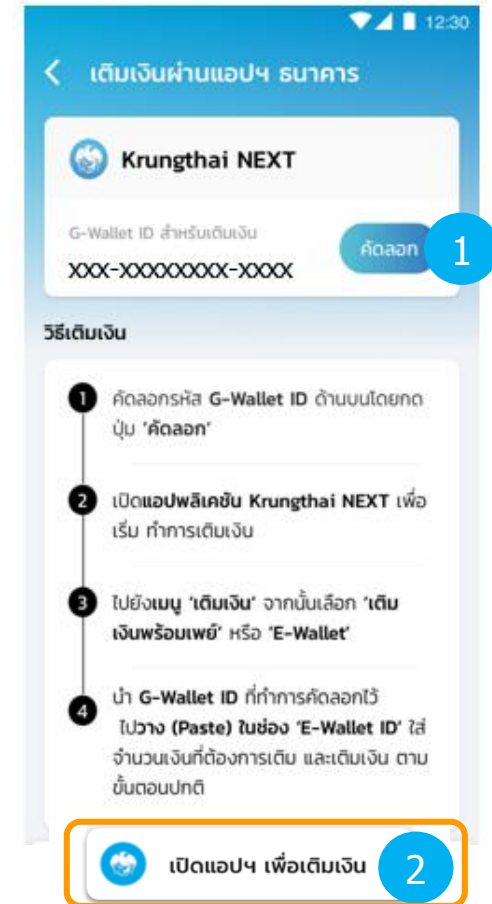 12:30
เติมเงินผ่านแอปฯ ธนาคาร
Krungthai NEXT
G-Wallet ID สำหรับเติมเงิน
XXX-XXXXXXXX-XXXX
คัดลอก
1
วิธีเติมเงิน
1 คัดลอกรหัส G-Wallet ID ด้านบนโดยกด
ปุ่ม ‘คัดลอก’
2 เปิดแอปพลิเคชัน Krungthai NEXT เพื่อ
เริ่ม ทำการเติมเงิน
3 ไปยังเมนู ‘เติมเงิน’ จากนั้นเลือก ‘เติม
เงินพร้อมเพย์’ หรือ ‘E-Wallet’
4 นำ G-Wallet ID ที่ทำการคัดลอกไว้
ไปวาง (Paste) ในช่อง ‘E-Wallet ID’ ใส่
จำนวนเงินที่ต้องการเติม และเติมเงิน ตาม
ขั้นตอนปกติ
เปิดแอปฯ เพื่อเติมเงิน
2